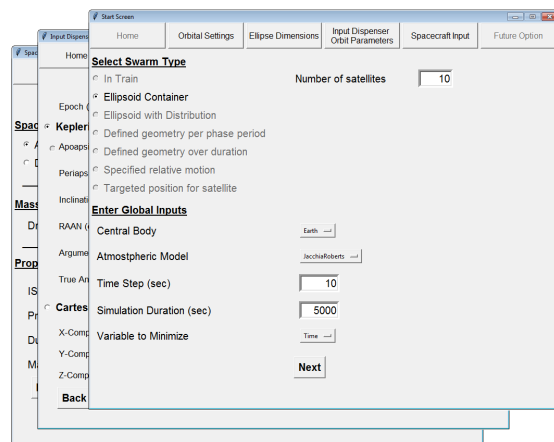 Start Screen
Home
Orbital Settings
Ellipse Dimensions
Input Dispenser
Orbit Parameters
Spacecraft Input
Future Option
Select Swarm Type
In Train
Number of satellites 10
Ellipsoid Container
Ellipsoid with Distribution
Defined geometry per phase period
Defined geometry over duration
Specified relative motion
Targeted position for satellite
Enter Global Inputs
Central Body Earth
Atmostpheric Model JacchiaRoberts
Time Step (sec) 10
Simulation Duration (sec) 5000
Variable to Minimize Time
Next
Input Dispens
Home
Epoch (
Kepleri
Apoaps
Periaps
Inclinati
RAAN (
Argume
True An
Cartes
X-Comp
Y-Comp
Z-Comp
Back
Spac
Spac
Mass
Dr
Prop
IS
Pr
Du
Ma